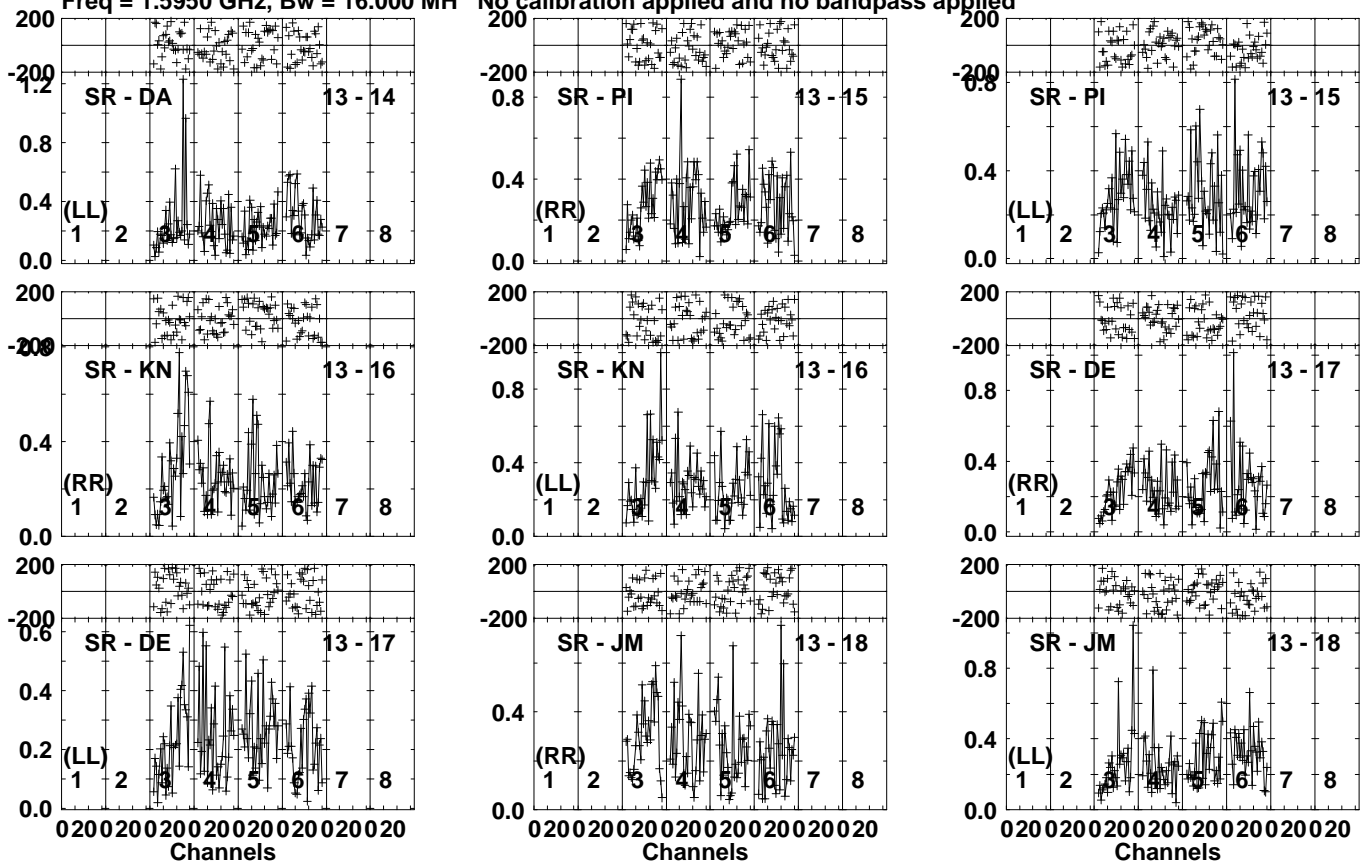 Freq = 1.5950 GHz, Bw = 16.000 MH No calibration applied and no bandpass applied
200
-200
1.2
0.8
0.4
0.0
SR - DA 13 - 14
(LL)
1 2 3 4 5 6 7 8
200
-200
0.8
0.4
0.0
SR - PI 13 - 15
(RR)
1 2 3 4 5 6 7 8
200
-200
0.8
0.4
0.0
SR - PI 13 - 15
(LL)
1 2 3 4 5 6 7 8
200
-200
0.8
0.4
0.0
SR - KN 13 - 16
(RR)
1 2 3 4 5 6 7 8
200
-200
0.8
0.4
0.0
SR - KN 13 - 16
(LL)
1 2 3 4 5 6 7 8
200
-200
0.8
0.4
0.0
SR - DE 13 - 17
(RR)
1 2 3 4 5 6 7 8
200
-200
0.6
0.4
0.2
0.0
SR - DE 13 - 17
(LL)
1 2 3 4 5 6 7 8
0 20 0 20 0 20 0 20 0 20 0 20 0 20 0 20
Channels
200
-200
0.4
0.0
SR - JM 13 - 18
(RR)
1 2 3 4 5 6 7 8
0 20 0 20 0 20 0 20 0 20 0 20 0 20 0 20
Channels
200
-200
0.8
0.4
0.0
SR - JM 13 - 18
(LL)
1 2 3 4 5 6 7 8
0 20 0 20 0 20 0 20 0 20 0 20 0 20 0 20
Channels